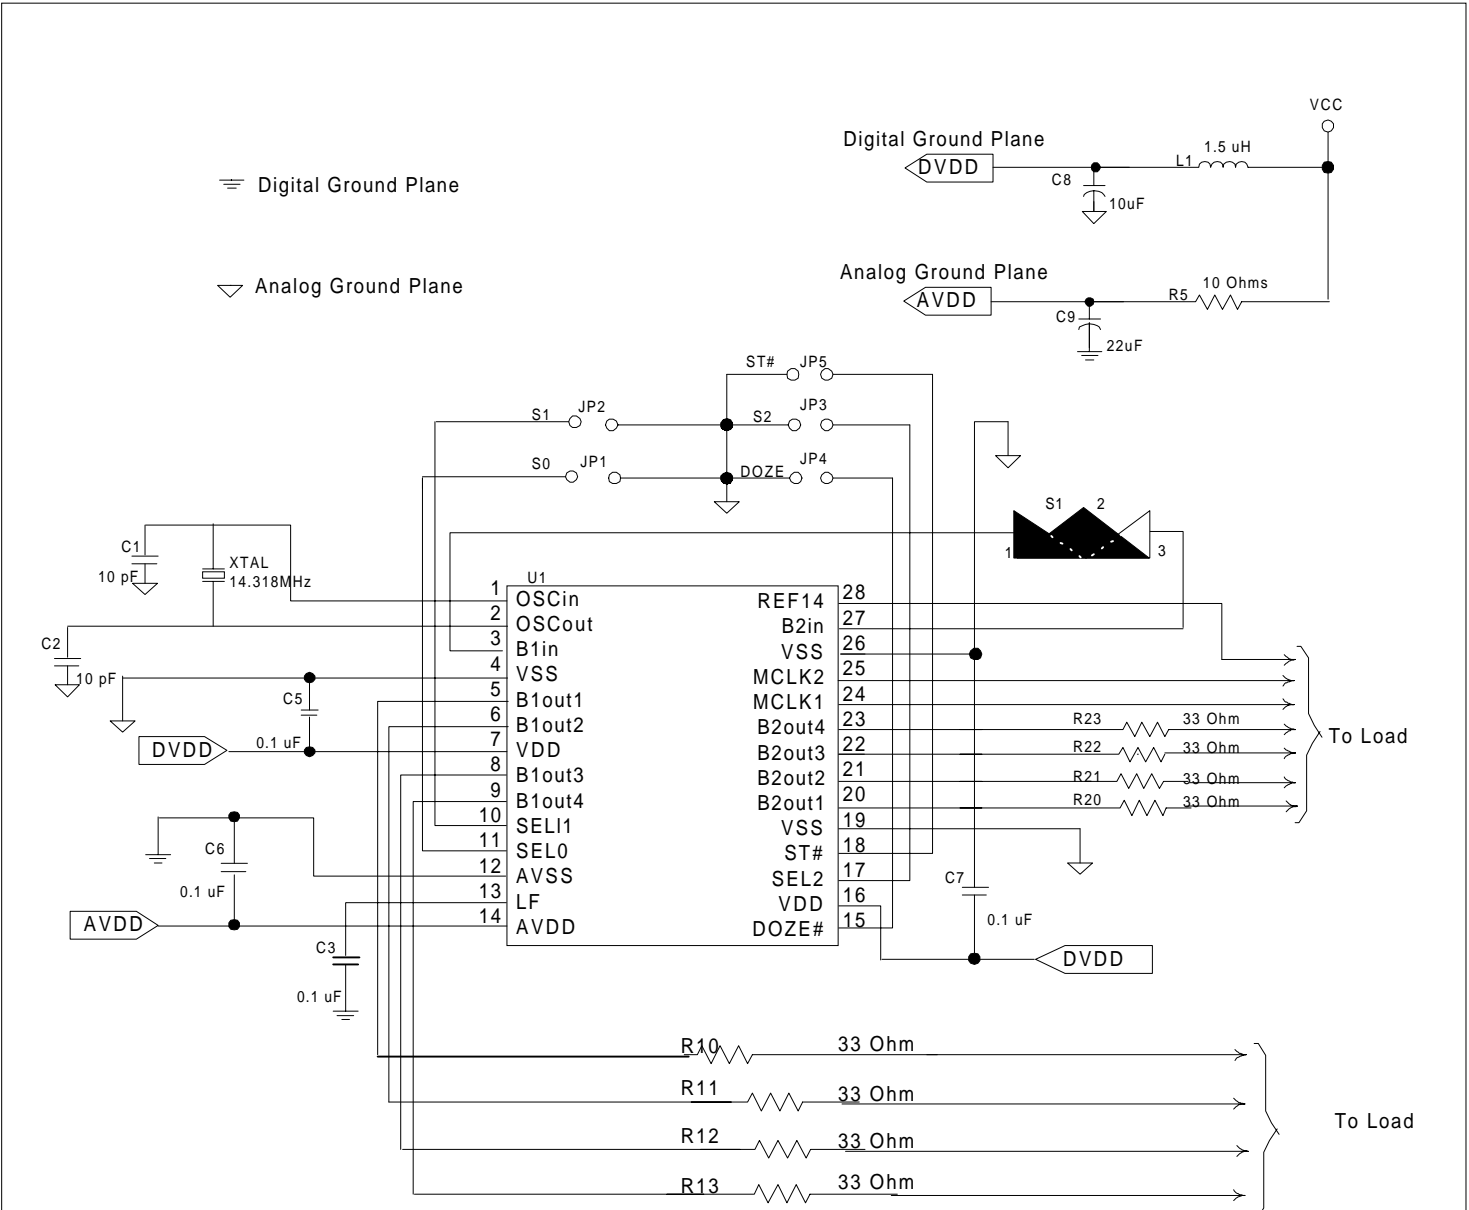 VCC
Digital Ground Plane
1.5 uH
DVDD
L1
C8
10uF
Digital Ground Plane
Analog Ground Plane
Analog Ground Plane
10 Ohms
AVDD
R5
C9
22uF
ST# JP5
S1 JP2
S2 JP3
S0 JP1
DOZE JP4
S1 2
1 3
C1
10 pF
XTAL
14.318MHz
C2
10 pF
U1
1 OSCin
2 OSCout
3 B1in
4 VSS
5 B1out1
6 B1out2
7 VDD
8 B1out3
9 B1out4
10 SELI1
11 SEL0
12 AVSS
13 LF
14 AVDD
REF14 28
B2in 27
VSS 26
MCLK2 25
MCLK1 24
B2out4 23
B2out3 22
B2out2 21
B2out1 20
VSS 19
ST# 18
SEL2 17
VDD 16
DOZE# 15
C5
0.1 uF
DVDD
C6
0.1 uF
AVDD
C3
0.1 uF
R23 33 Ohm
R22 33 Ohm
R21 33 Ohm
R20 33 Ohm
To Load
C7
0.1 uF
DVDD
R10 33 Ohm
R11 33 Ohm
R12 33 Ohm
R13 33 Ohm
To Load